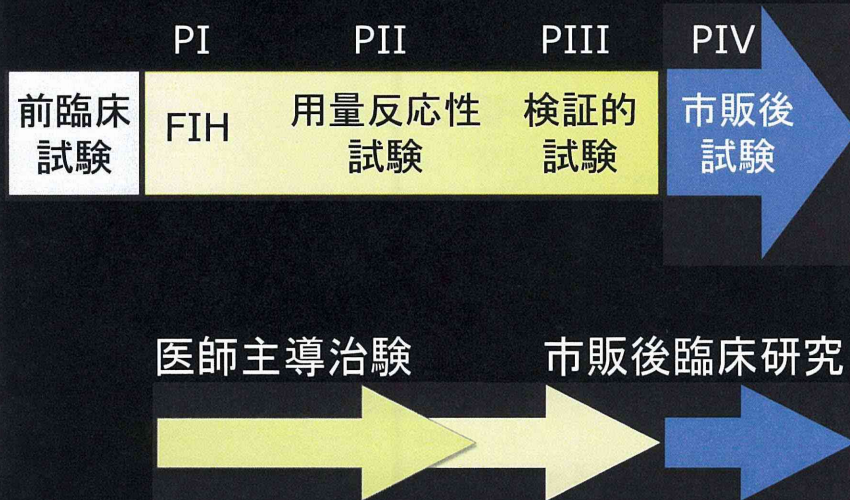 PI PII PIII PIV
前臨床
試験
FIH
用量反応性
試験
検証的
試験
市販後
試験
医師主導治験 市販後臨床研究